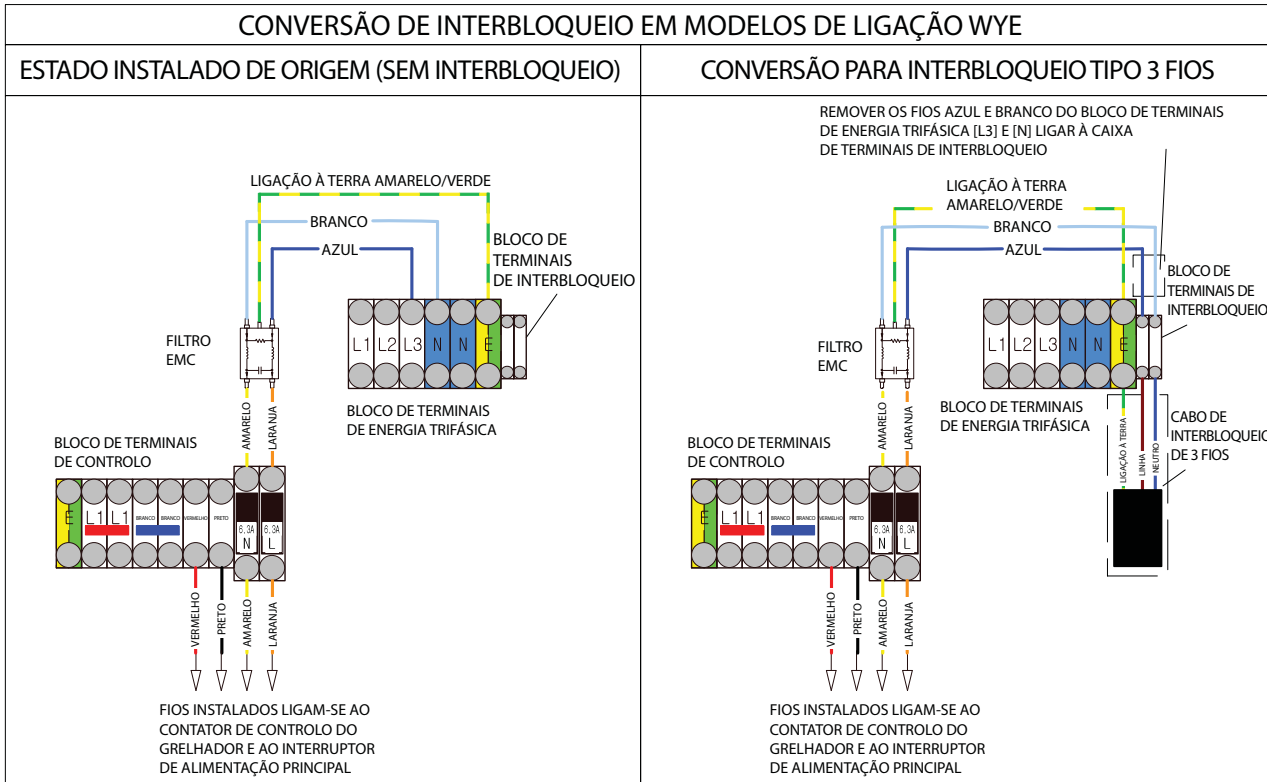 CONVERSÃO DE INTERBLOQUEIO EM MODELOS DE LIGAÇÃO WYE
ESTADO INSTALADO DE ORIGEM (SEM INTERBLOQUEIO)
LIGAÇÃO À TERRA AMARELO/VERDE
BRANCO
AZUL
BLOCO DE
TERMINAIS
DE INTERBLOQUEIO
FILTRO
EMC
L1
L2
L3
N
N
E
BLOCO DE TERMINAIS
DE ENERGIA TRIFÁSICA
AMARELO
LARANJA
BLOCO DE TERMINAIS
DE CONTROLO
E
L1
L1
BRANCO
BRANCO
VERMELHO
PRETO
6.3A
N
6.3A
L
VERMELHO
PRETO
AMARELO
LARANJA
FIOS INSTALADOS LIGAM-SE AO
CONTATOR DE CONTROLO DO
GRELHADOR E AO INTERRUPTOR
DE ALIMENTAÇÃO PRINCIPAL
CONVERSÃO PARA INTERBLOQUEIO TIPO 3 FIOS
REMOVER OS FIOS AZUL E BRANCO DO BLOCO DE TERMINAIS
DE ENERGIA TRIFÁSICA [L3] E [N] LIGAR À CAIXA
DE TERMINAIS DE INTERBLOQUEIO
LIGAÇÃO À TERRA
AMARELO/VERDE
BRANCO
AZUL
BLOCO DE
TERMINAIS DE
INTERBLOQUEIO
FILTRO
EMC
L1
L2
L3
N
N
E
BLOCO DE TERMINAIS
DE ENERGIA TRIFÁSICA
AMARELO
LARANJA
LIGAÇÃO À TERRA
LINHA
NEUTRO
CABO DE
INTERBLOQUEIO
DE 3 FIOS
BLOCO DE TERMINAIS
DE CONTROLO
E
L1
L1
BRANCO
BRANCO
VERMELHO
PRETO
6.3A
N
6.3A
L
VERMELHO
PRETO
AMARELO
LARANJA
FIOS INSTALADOS LIGAM-SE AO
CONTATOR DE CONTROLO DO
GRELHADOR E AO INTERRUPTOR
DE ALIMENTAÇÃO PRINCIPAL